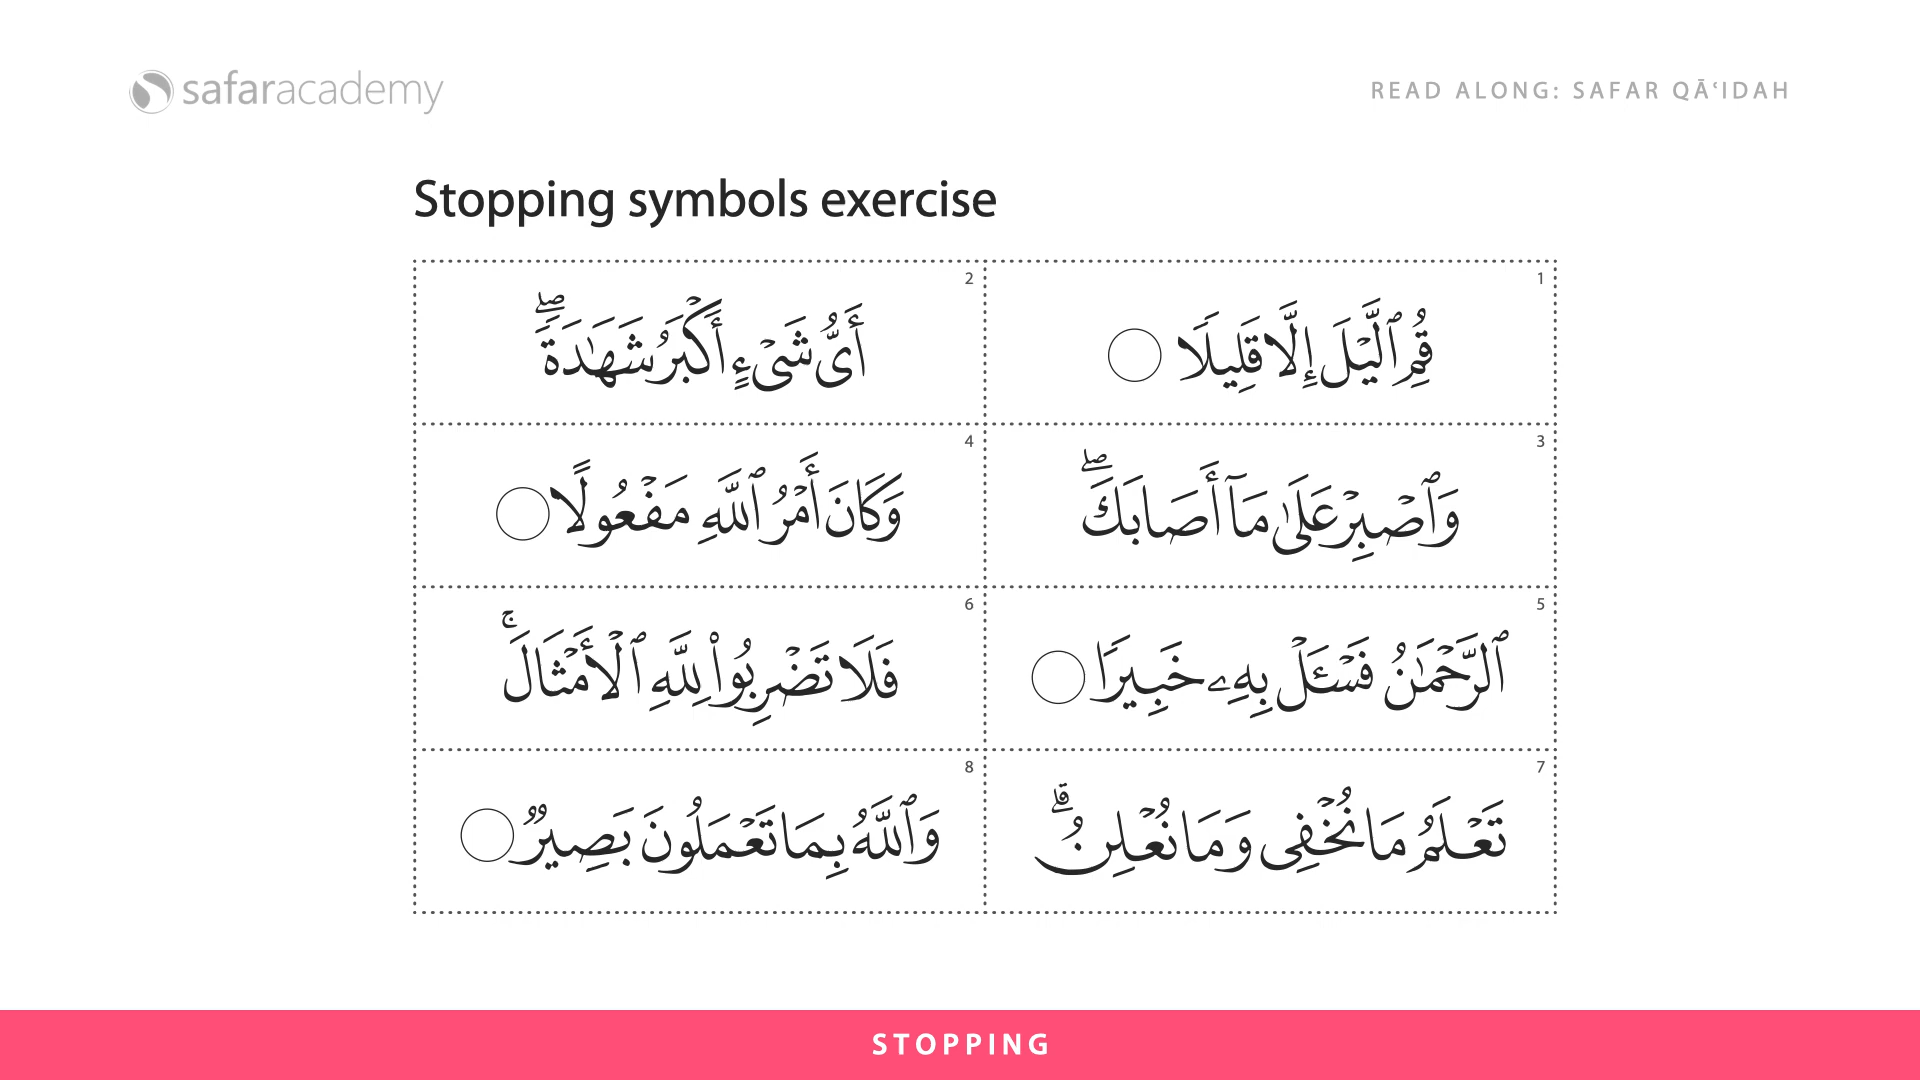 safaracademy
READ ALONG: SAFAR QĀʿIDAH
Stopping symbols exercise
1
قُمِ ٱلَّيۡلَ إِلَّا قَلِيلٗا ۝
2
أَيُّ شَيۡءٍ أَكۡبَرُ شَهَٰدَةٗۖ
3
وَٱصۡبِرۡ عَلَىٰ مَآ أَصَابَكَۖ
4
وَكَانَ أَمۡرُ ٱللَّهِ مَفۡعُولًا ۝
5
ٱلرَّحۡمَٰنُ فَسۡـَٔلۡ بِهِۦ خَبِيرٗا ۝
6
فَلَا تَضۡرِبُواْ لِلَّهِ ٱلۡأَمۡثَالَۚ
7
تَعۡلَمُ مَا نُخۡفِي وَمَا نُعۡلِنُۗ
8
وَٱللَّهُ بِمَا تَعۡمَلُونَ بَصِيرٞ ۝
STOPPING